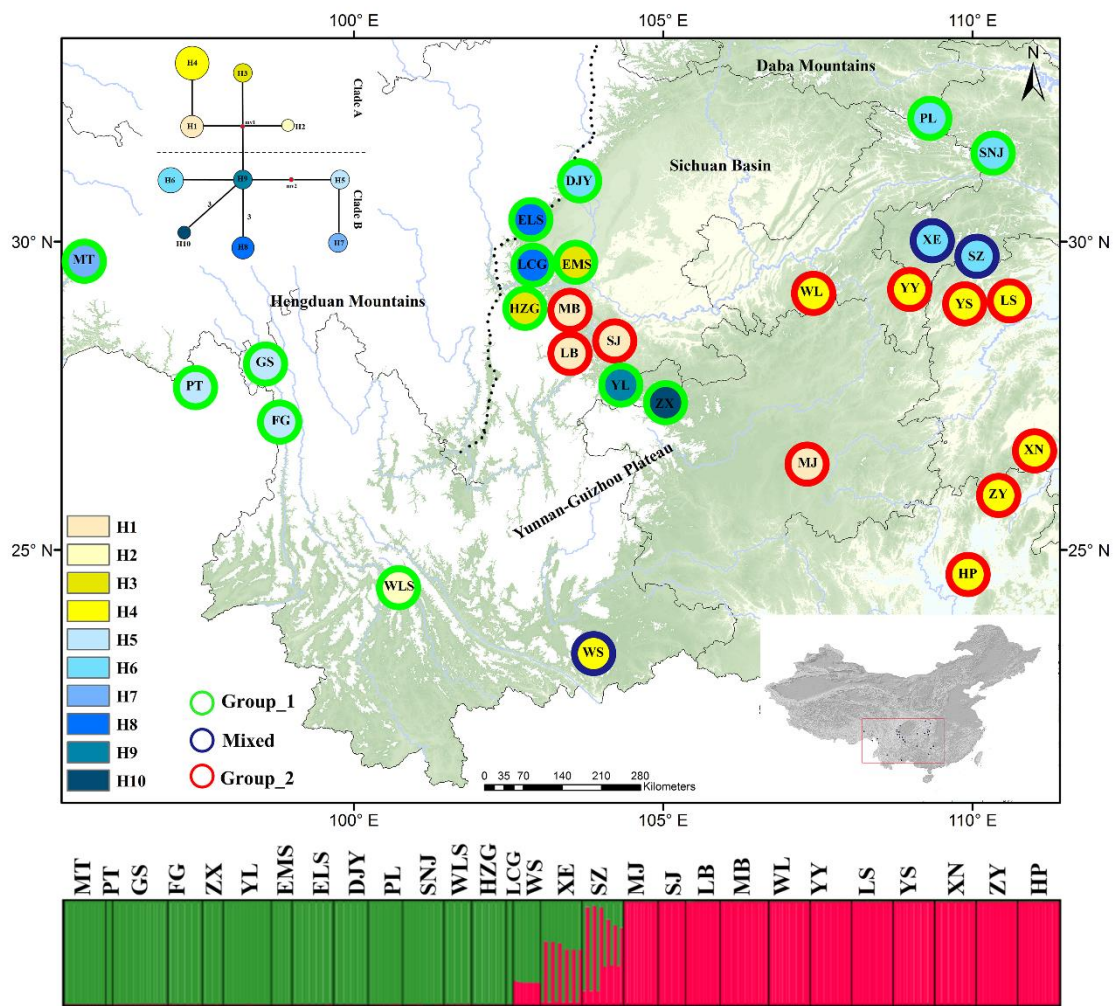 100° E
105° E
110° E
N
H4
H3
Clade A
H1
mv1
H2
H6
H9
mv2
H5
Clade B
3
3
H10
H8
H7
Daba Mountains
PL
SNJ
Sichuan Basin
DJY
ELS
XE
SZ
30° N
30° N
MT
LCG
EMS
Hengduan Mountains
HZG
MB
WL
YY
YS
LS
SJ
LB
GS
PT
YL
ZX
FG
Yunnan-Guizhou Plateau
MJ
XN
ZY
25° N
25° N
HP
WLS
WS
H1
H2
H3
H4
H5
H6
H7
H8
H9
H10
Group_1
Mixed
Group_2
0 35 70 140 210 280
Kilometers
100° E
105° E
110° E
MT PT GS FG ZX YL EMS ELS DJY PL SNJ WLS HZG LCG WS XE SZ MJ SJ LB MB WL YY LS YS XN ZY HP